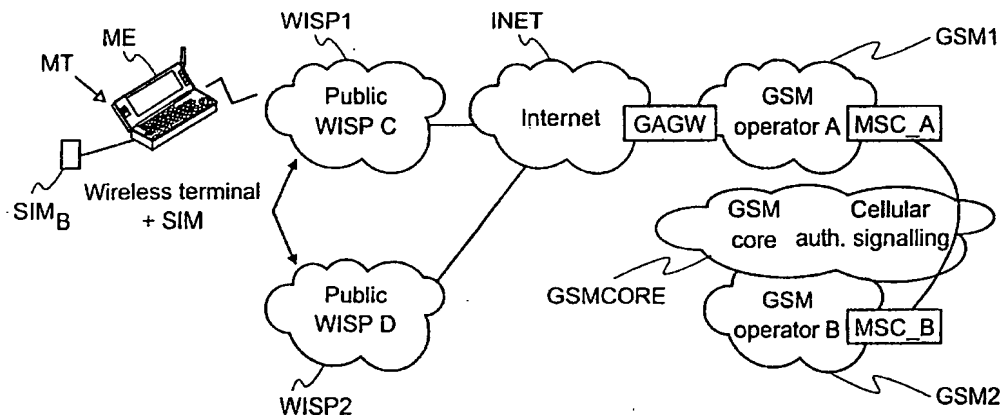 WISP1
INET
GSM1
ME
MT
Public
WISP C
Internet
GAGW
GSM
operator A
MSC_A
SIMB
Wireless terminal
+ SIM
GSM
core
Cellular
auth. signalling
GSMCORE
Public
WISP D
GSM
operator B
MSC_B
WISP2
GSM2